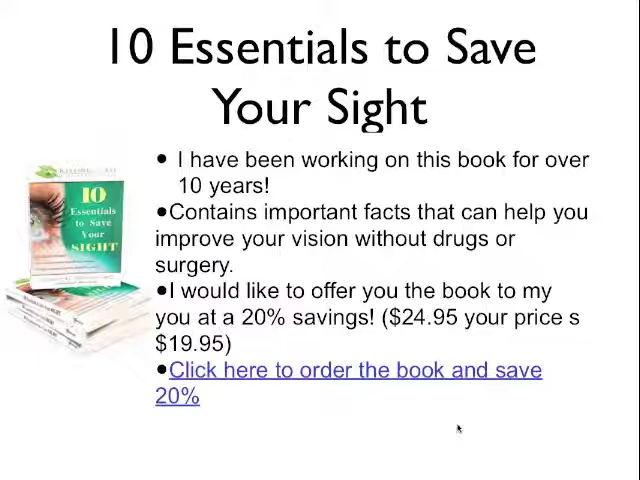 10 Essentials to Save
Your Sight
• I have been working on this book for over
10 years!
•Contains important facts that can help you
improve your vision without drugs or
surgery.
•I would like to offer you the book to my
you at a 20% savings! ($24.95 your price s
$19.95)
•Click here to order the book and save
20%
10
Essentials
to Save
Your
SIGHT